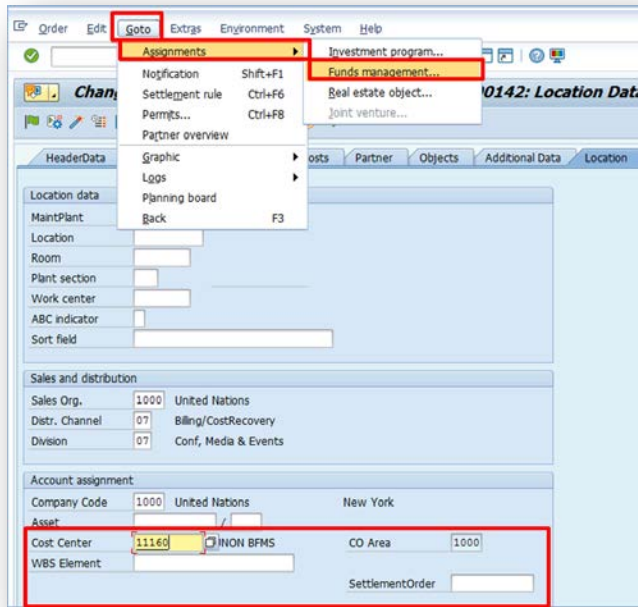 Order Edit Goto Extras Environment System Help
Assignments Investment program...
Notification Shift+F1 Funds management...
Chan 00142: Location Data
Settlement rule Ctrl+F6 Real estate object...
Permits... Ctrl+F8 Joint venture...
Partner overview
HeaderData Graphic osts Partner Objects Additional Data Location
Logs
Location data Planning board
MaintPlant Back F3
Location
Room
Plant section
Work center
ABC indicator
Sort field
Sales and distribution
Sales Org. 1000 United Nations
Distr. Channel 07 Billing/CostRecovery
Division 07 Conf, Media & Events
Account assignment
Company Code 1000 United Nations New York
Asset /
Cost Center 11160 NON BFMS CO Area 1000
WBS Element
SettlementOrder